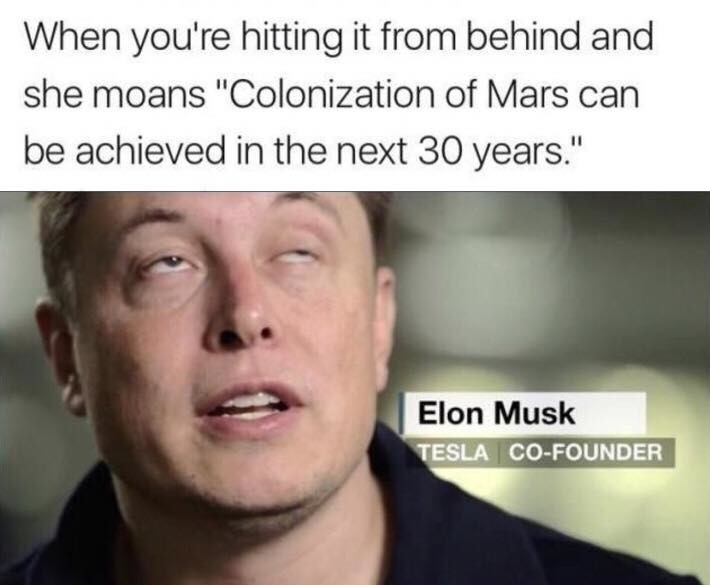 When you're hitting it from behind and
she moans "Colonization of Mars can
be achieved in the next 30 years."
Elon Musk
TESLA CO-FOUNDER